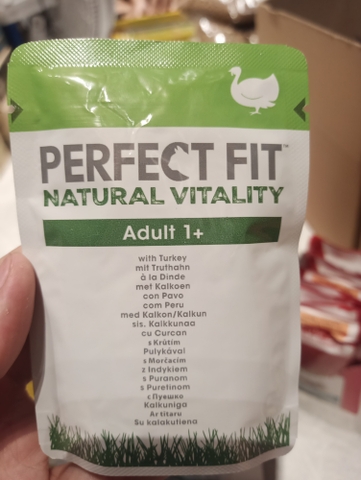 PERFECT FIT™
NATURAL VITALITY
Adult 1+
with Turkey
mit Truthahn
à la Dinde
met Kalkoen
con Pavo
com Peru
med Kalkon/Kalkun
sis. Kalkkunaa
cu Curcan
s Krůtím
Pulykával
s Morčacím
z Indykiem
s Puranom
s Puretinom
с Пуешко
Kalkuniga
Ar tītaru
Su kalakutiena